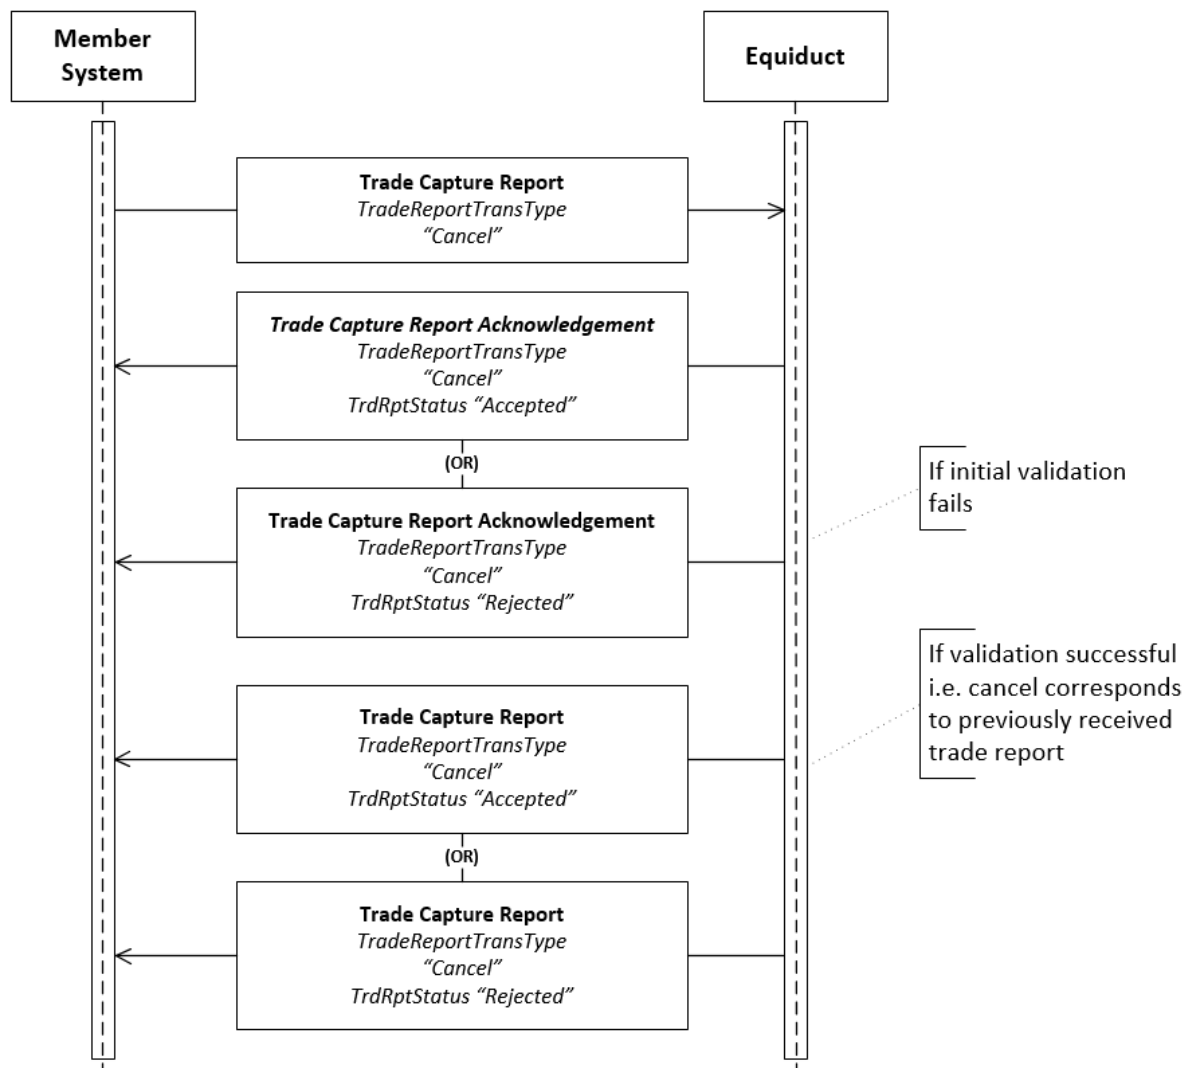 Member
System
Equiduct
Trade Capture Report
TradeReportTransType
“Cancel”
Trade Capture Report Acknowledgement
TradeReportTransType
“Cancel”
TrdRptStatus “Accepted”
(OR)
If initial validation
fails
Trade Capture Report Acknowledgement
TradeReportTransType
“Cancel”
TrdRptStatus “Rejected”
If validation successful
i.e. cancel corresponds
to previously received
trade report
Trade Capture Report
TradeReportTransType
“Cancel”
TrdRptStatus “Accepted”
(OR)
Trade Capture Report
TradeReportTransType
“Cancel”
TrdRptStatus “Rejected”